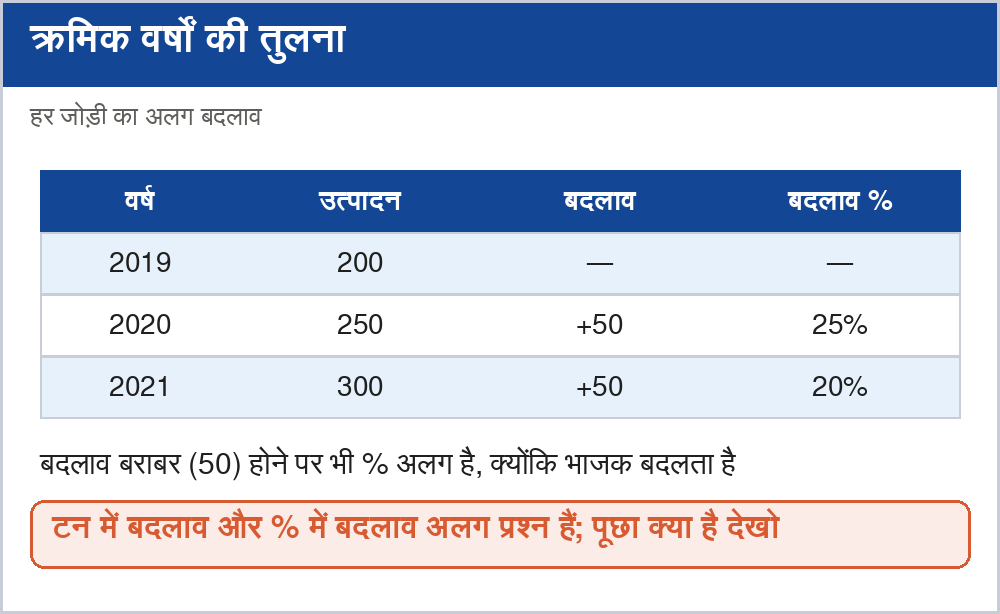 क्रमिक वर्षों की तुलना
हर जोड़ी का अलग बदलाव
वर्ष उत्पादन बदलाव बदलाव %
2019 200 — —
2020 250 +50 25%
2021 300 +50 20%
बदलाव बराबर (50) होने पर भी % अलग है, क्योंकि भाजक बदलता है
टन में बदलाव और % में बदलाव अलग प्रश्न हैं; पूछा क्या है देखो